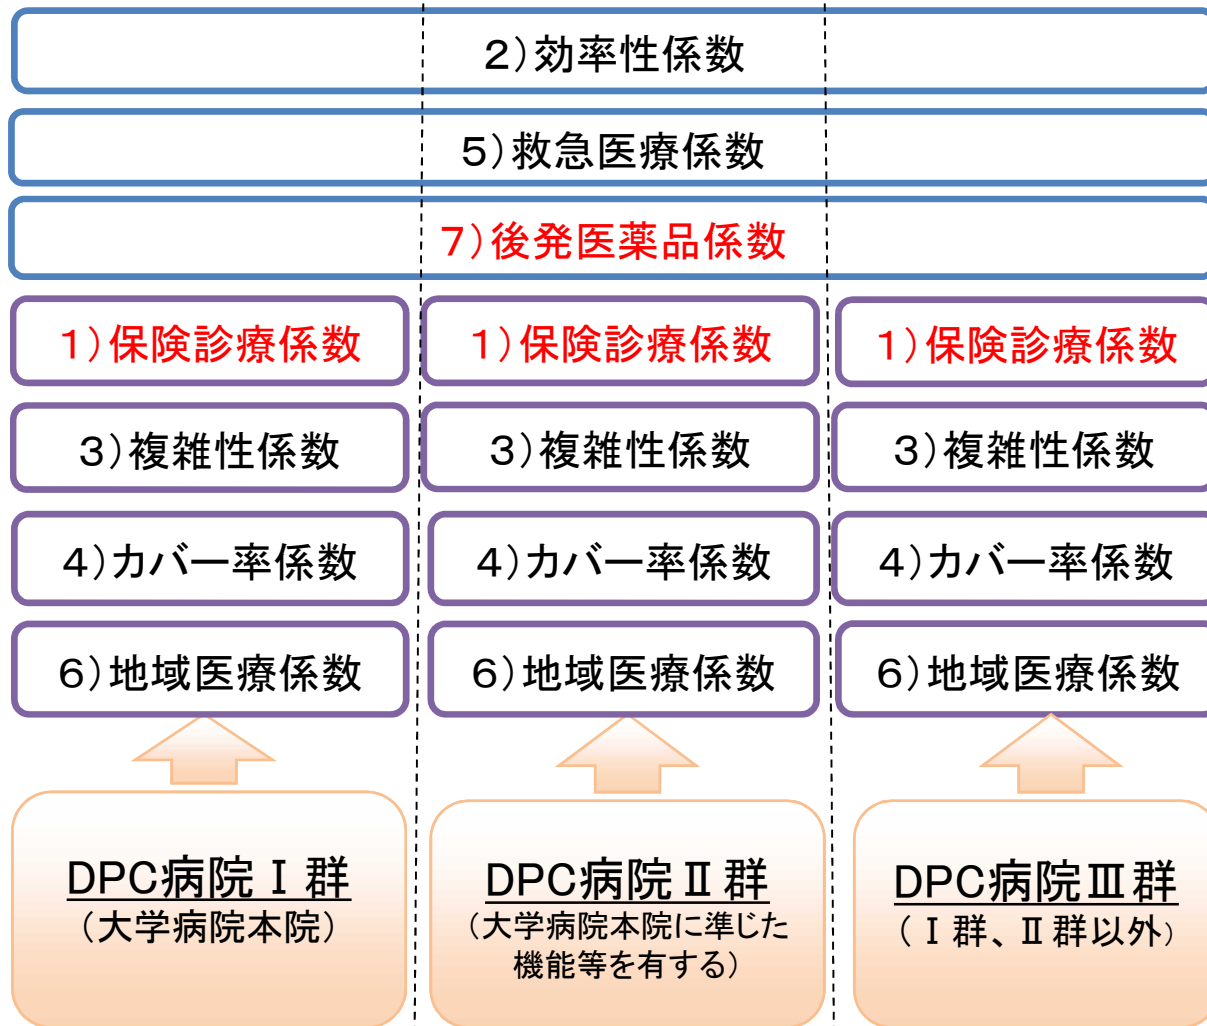 ２）効率性係数
５）救急医療係数
７）後発医薬品係数
１）保険診療係数
１）保険診療係数
１）保険診療係数
３）複雑性係数
３）複雑性係数
３）複雑性係数
４）カバー率係数
４）カバー率係数
４）カバー率係数
６）地域医療係数
６）地域医療係数
６）地域医療係数
DPC病院Ⅰ群
（大学病院本院）
DPC病院Ⅱ群
（大学病院本院に準じた
機能等を有する）
DPC病院Ⅲ群
（Ⅰ群、Ⅱ群以外）